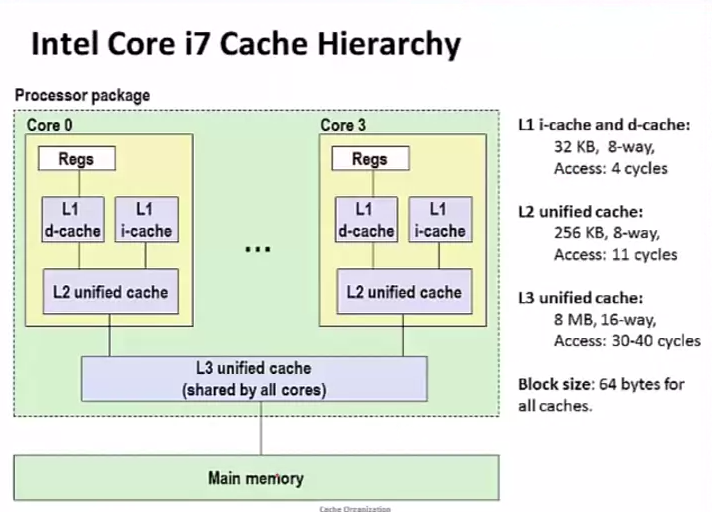 Intel Core i7 Cache Hierarchy
Processor package
Core 0
Regs
L1
d-cache
L1
i-cache
L2 unified cache
...
Core 3
Regs
L1
d-cache
L1
i-cache
L2 unified cache
L3 unified cache
(shared by all cores)
Main memory
L1 i-cache and d-cache:
32 KB, 8-way,
Access: 4 cycles
L2 unified cache:
256 KB, 8-way,
Access: 11 cycles
L3 unified cache:
8 MB, 16-way,
Access: 30-40 cycles
Block size: 64 bytes for
all caches.
Cache Organization